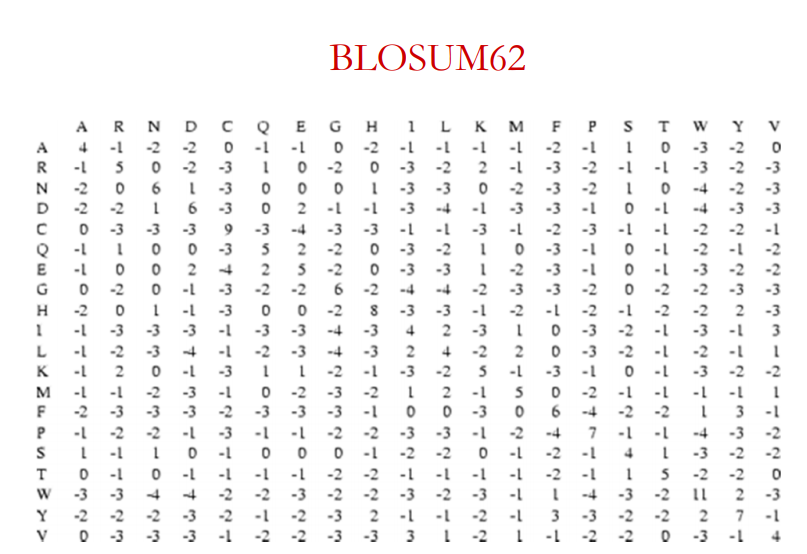 BLOSUM62
A R N D C Q E G H I L K M F P S T W Y V
A 4 -1 -2 -2 0 -1 -1 0 -2 -1 -1 -1 -1 -2 -1 1 0 -3 -2 0
R -1 5 0 -2 -3 1 0 -2 0 -3 -2 2 -1 -3 -2 -1 -1 -3 -2 -3
N -2 0 6 1 -3 0 0 0 1 -3 -3 0 -2 -3 -2 1 0 -4 -2 -3
D -2 -2 1 6 -3 0 2 -1 -1 -3 -4 -1 -3 -3 -1 0 -1 -4 -3 -3
C 0 -3 -3 -3 9 -3 -4 -3 -3 -1 -1 -3 -1 -2 -3 -1 -1 -2 -2 -1
Q -1 1 0 0 -3 5 2 -2 0 -3 -2 1 0 -3 -1 0 -1 -2 -1 -2
E -1 0 0 2 -4 2 5 -2 0 -3 -3 1 -2 -3 -1 0 -1 -3 -2 -2
G 0 -2 0 -1 -3 -2 -2 6 -2 -4 -4 -2 -3 -3 -2 0 -2 -2 -3 -3
H -2 0 1 -1 -3 0 0 -2 8 -3 -3 -1 -2 -1 -2 -1 -2 -2 2 -3
I -1 -3 -3 -3 -1 -3 -3 -4 -3 4 2 -3 1 0 -3 -2 -1 -3 -1 3
L -1 -2 -3 -4 -1 -2 -3 -4 -3 2 4 -2 2 0 -3 -2 -1 -2 -1 1
K -1 2 0 -1 -3 1 1 -2 -1 -3 -2 5 -1 -3 -1 0 -1 -3 -2 -2
M -1 -1 -2 -3 -1 0 -2 -3 -2 1 2 -1 5 0 -2 -1 -1 -1 -1 1
F -2 -3 -3 -3 -2 -3 -3 -3 -1 0 0 -3 0 6 -4 -2 -2 1 3 -1
P -1 -2 -2 -1 -3 -1 -1 -2 -2 -3 -3 -1 -2 -4 7 -1 -1 -4 -3 -2
S 1 -1 1 0 -1 0 0 0 -1 -2 -2 0 -1 -2 -1 4 1 -3 -2 -2
T 0 -1 0 -1 -1 -1 -1 -2 -2 -1 -1 -1 -1 -2 -1 1 5 -2 -2 0
W -3 -3 -4 -4 -2 -2 -3 -2 -2 -3 -2 -3 -1 1 -4 -3 -2 11 2 -3
Y -2 -2 -2 -3 -2 -1 -2 -3 2 -1 -1 -2 -1 3 -3 -2 -2 2 7 -1
V 0 -3 -3 -3 -1 -2 -2 -3 -3 3 1 -2 1 -1 -2 -2 0 -3 -1 4